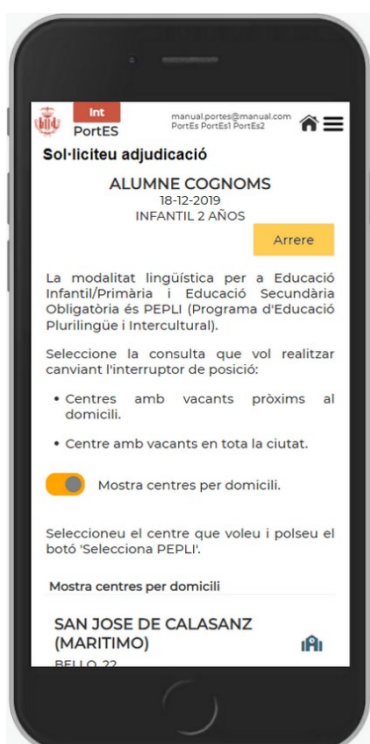 Int
PortES
manual.portes@manual.com
PortEs PortEs1 PortEs2
Sol·liciteu adjudicació
ALUMNE COGNOMS
18-12-2019
INFANTIL 2 AÑOS
Arrere
La modalitat lingüística per a Educació
Infantil/Primària i Educació Secundària
Obligatòria és PEPLI (Programa d'Educació
Plurilingüe i Intercultural).
Seleccione la consulta que vol realitzar
canviant l'interruptor de posició:
• Centres amb vacants pròxims al
domicili.
• Centre amb vacants en tota la ciutat.
Mostra centres per domicili.
Seleccioneu el centre que voleu i polseu el
botó 'Selecciona PEPLI'.
Mostra centres per domicili
SAN JOSE DE CALASANZ
(MARITIMO)
BELLO, 22